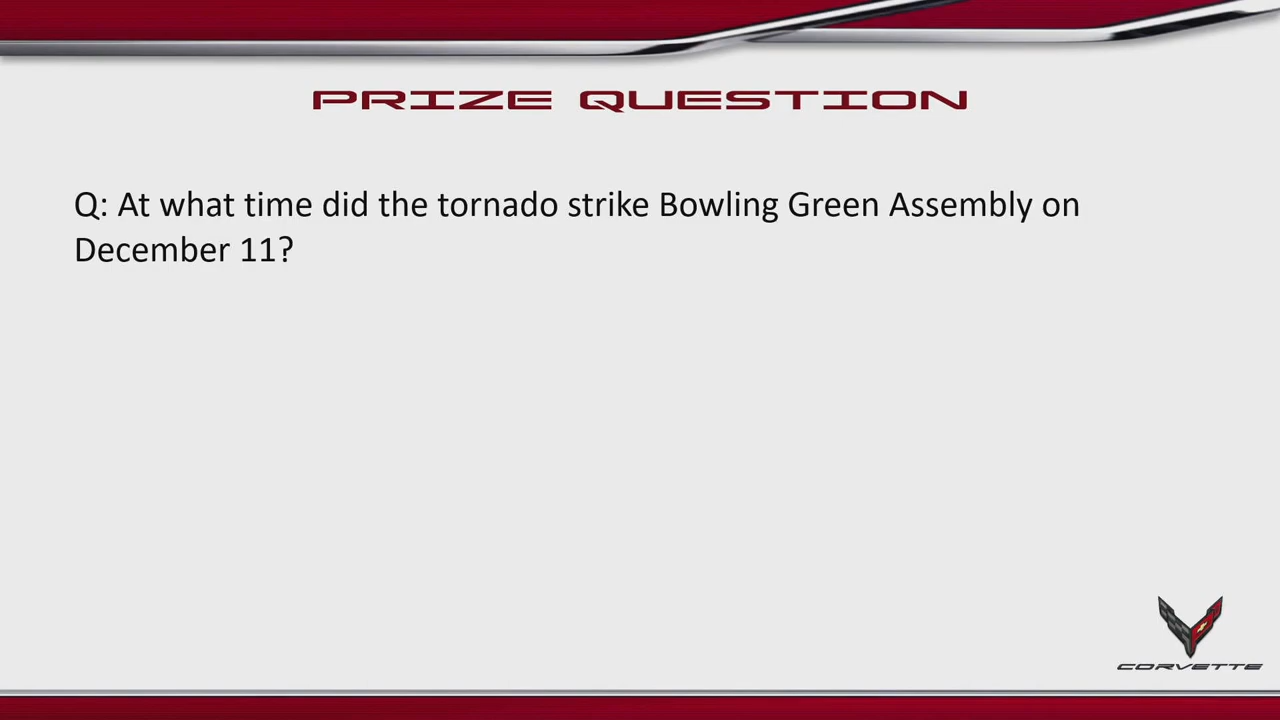 PRIZE QUESTION
Q: At what time did the tornado strike Bowling Green Assembly on
December 11?
CORVETTE